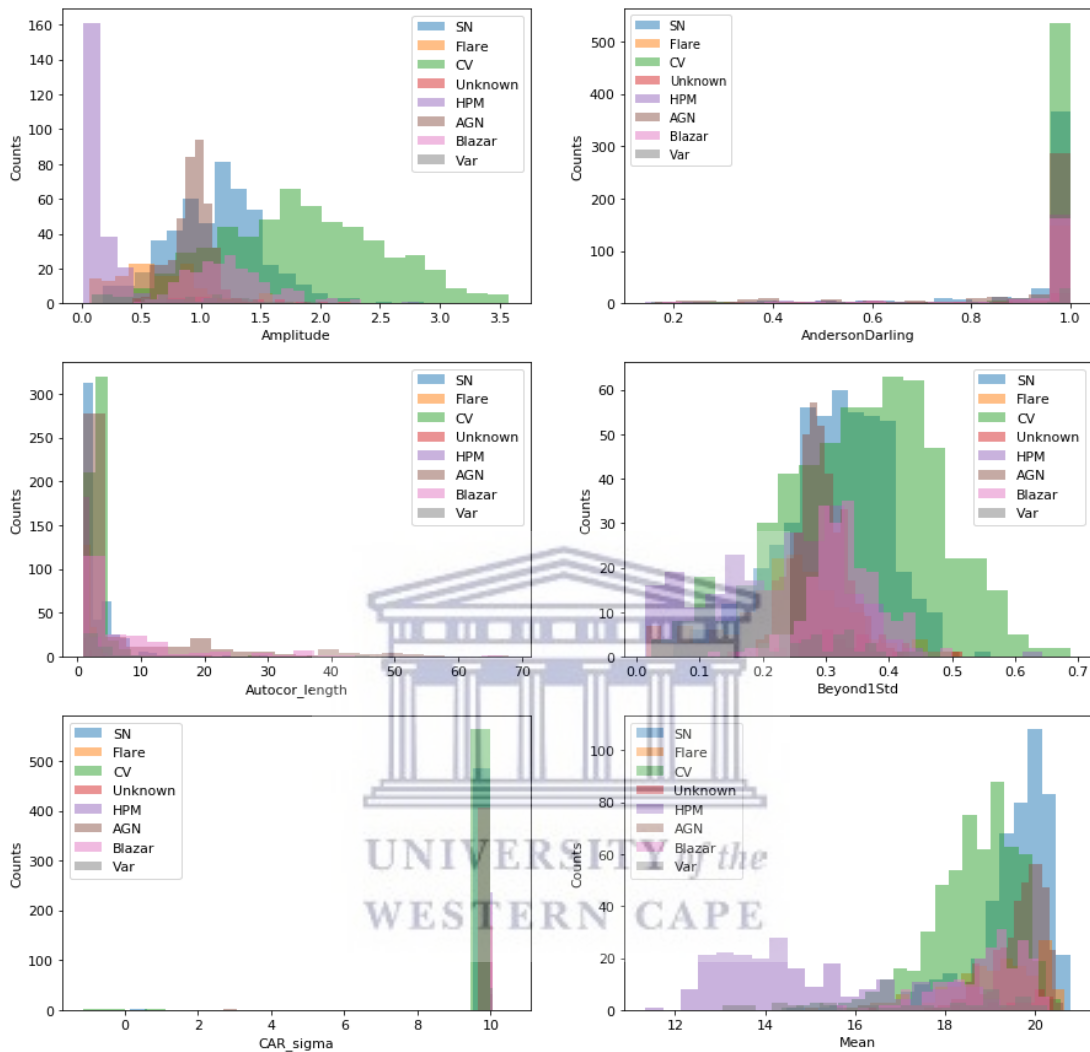 160
140
120
100
80
60
40
20
0
Counts
0.0 0.5 1.0 1.5 2.0 2.5 3.0 3.5
Amplitude
SN
Flare
CV
Unknown
HPM
AGN
Blazar
Var
500
400
300
200
100
0
Counts
0.2 0.4 0.6 0.8 1.0
AndersonDarling
SN
Flare
CV
Unknown
HPM
AGN
Blazar
Var
300
250
200
150
100
50
0
Counts
0 10 20 30 40 50 60 70
Autocor_length
SN
Flare
CV
Unknown
HPM
AGN
Blazar
Var
60
50
40
30
20
10
0
Counts
0.0 0.1 0.2 0.3 0.4 0.5 0.6 0.7
Beyond1Std
SN
Flare
CV
Unknown
HPM
AGN
Blazar
Var
500
400
300
200
100
0
Counts
0 2 4 6 8 10
CAR_sigma
SN
Flare
CV
Unknown
HPM
AGN
Blazar
Var
100
80
60
40
20
0
Counts
12 14 16 18 20
Mean
SN
Flare
CV
Unknown
HPM
AGN
Blazar
Var
UNIVERSITY of the
WESTERN CAPE